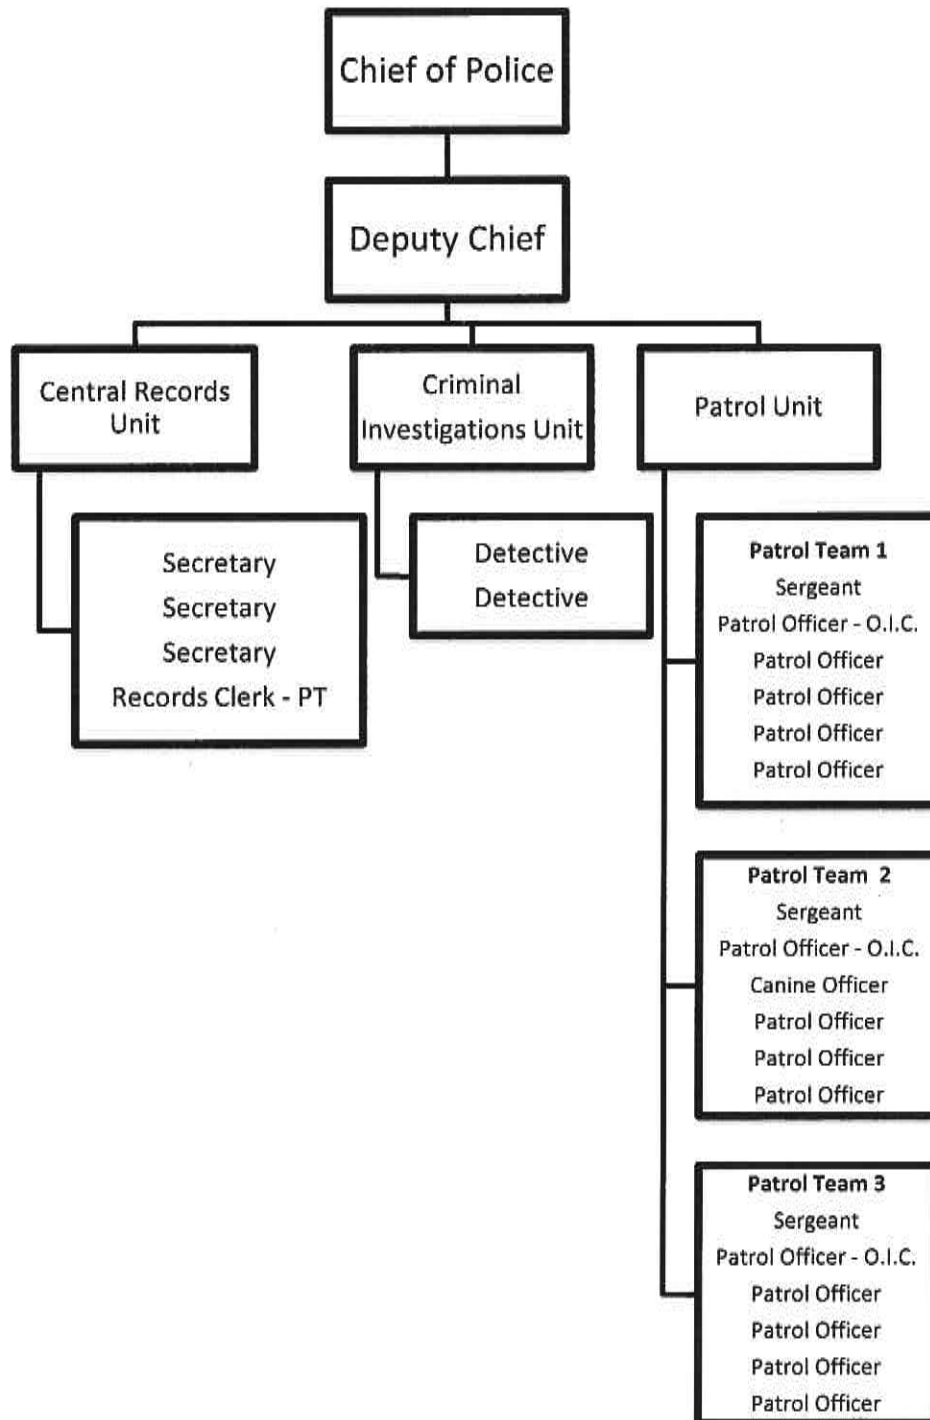 Chief of Police
Deputy Chief
Central Records
Unit
Criminal
Investigations Unit
Patrol Unit
Secretary
Secretary
Secretary
Records Clerk - PT
Detective
Detective
Patrol Team 1
Sergeant
Patrol Officer - O.I.C.
Patrol Officer
Patrol Officer
Patrol Officer
Patrol Officer
Patrol Team 2
Sergeant
Patrol Officer - O.I.C.
Canine Officer
Patrol Officer
Patrol Officer
Patrol Officer
Patrol Team 3
Sergeant
Patrol Officer - O.I.C.
Patrol Officer
Patrol Officer
Patrol Officer
Patrol Officer